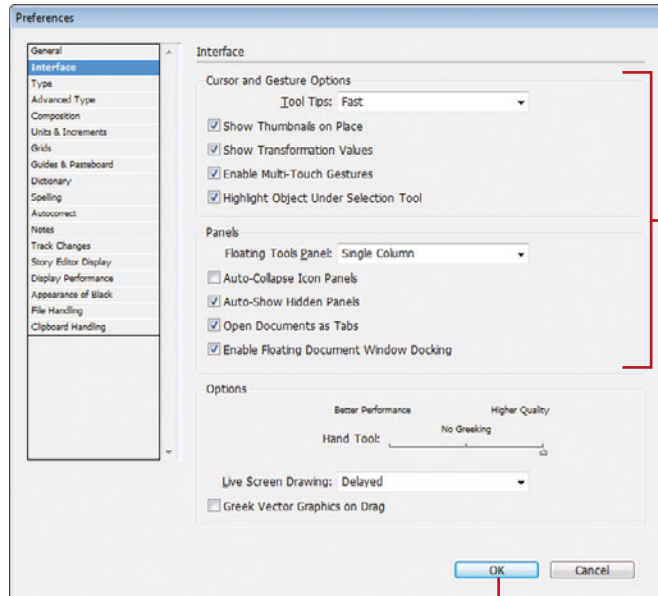 Preferences
General
Interface
Type
Advanced Type
Composition
Units & Increments
Grids
Guides & Pasteboard
Dictionary
Spelling
Autocorrect
Notes
Track Changes
Story Editor Display
Display Performance
Appearance of Black
File Handling
Clipboard Handling
Interface
Cursor and Gesture Options
Tool Tips: Fast
Show Thumbnails on Place
Show Transformation Values
Enable Multi-Touch Gestures
Highlight Object Under Selection Tool
Panels
Floating Tools Panel: Single Column
Auto-Collapse Icon Panels
Auto-Show Hidden Panels
Open Documents as Tabs
Enable Floating Document Window Docking
Options
Better Performance Higher Quality
No Greeking
Hand Tool:
Live Screen Drawing: Delayed
Greek Vector Graphics on Drag
OK Cancel